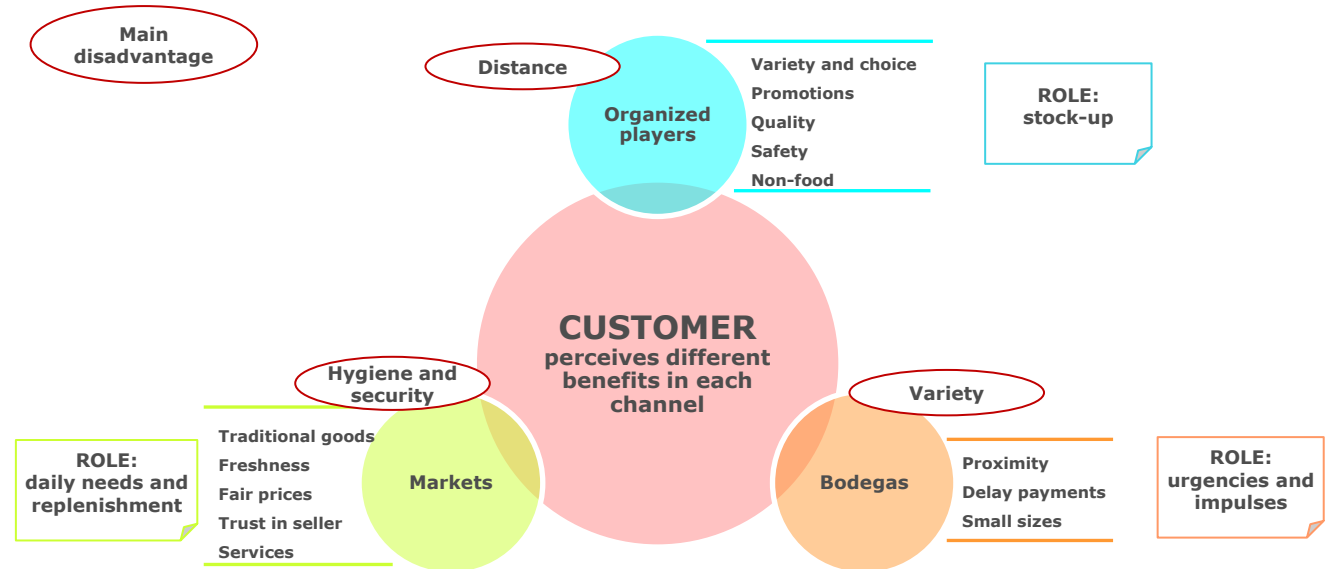 Main
disadvantage
Distance
Organized
players
Variety and choice
Promotions
Quality
Safety
Non-food
ROLE:
stock-up
CUSTOMER
perceives different
benefits in each
channel
Hygiene and
security
Markets
Traditional goods
Freshness
Fair prices
Trust in seller
Services
ROLE:
daily needs and
replenishment
Variety
Bodegas
Proximity
Delay payments
Small sizes
ROLE:
urgencies and
impulses